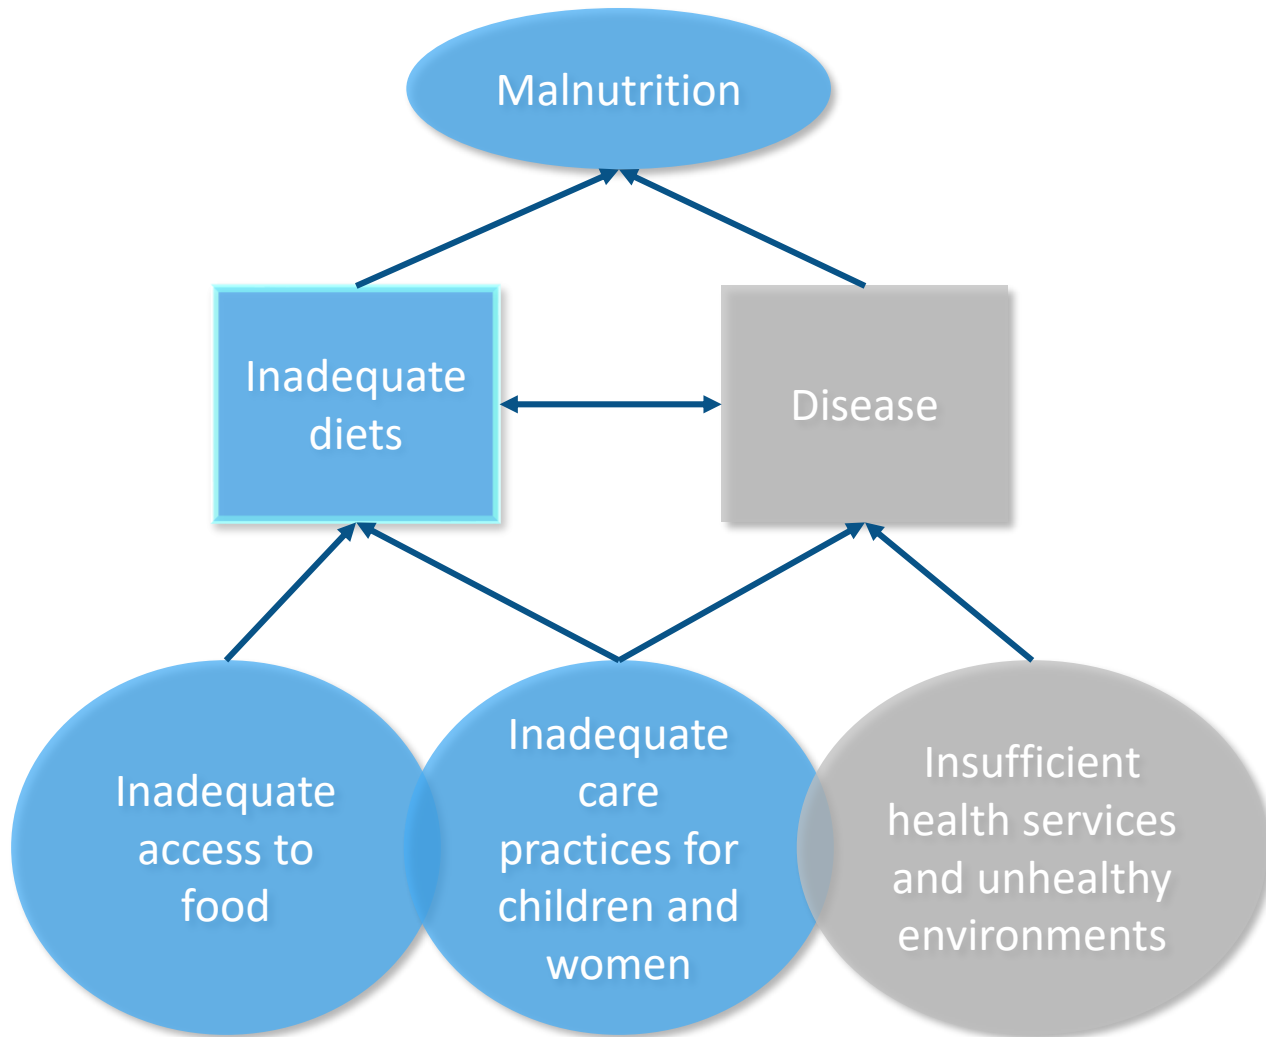 Malnutrition
Inadequate
diets
Disease
Inadequate
access to
food
Inadequate
care
practices for
children and
women
Insufficient
health services
and unhealthy
environments